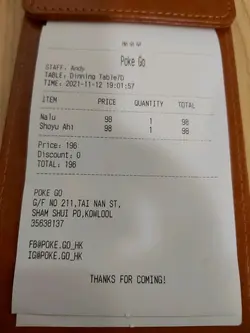 Poke Go
STAFF: Andy
TABLE: Dinning Table7D
TIME: 2021-11-12 19:01:57
ITEM PRICE QUANTITY TOTAL
Nalu 98 1 98
Shoyu Ahi 98 1 98
Price: 196
Discount: 0
TOTAL: 196
POKE GO
G/F NO 211,TAI NAN ST,
SHAM SHUI PO,KOWLOOL
35638137
FB@POKE.GO_HK
IG@POKE.GO_HK
THANKS FOR COMING!